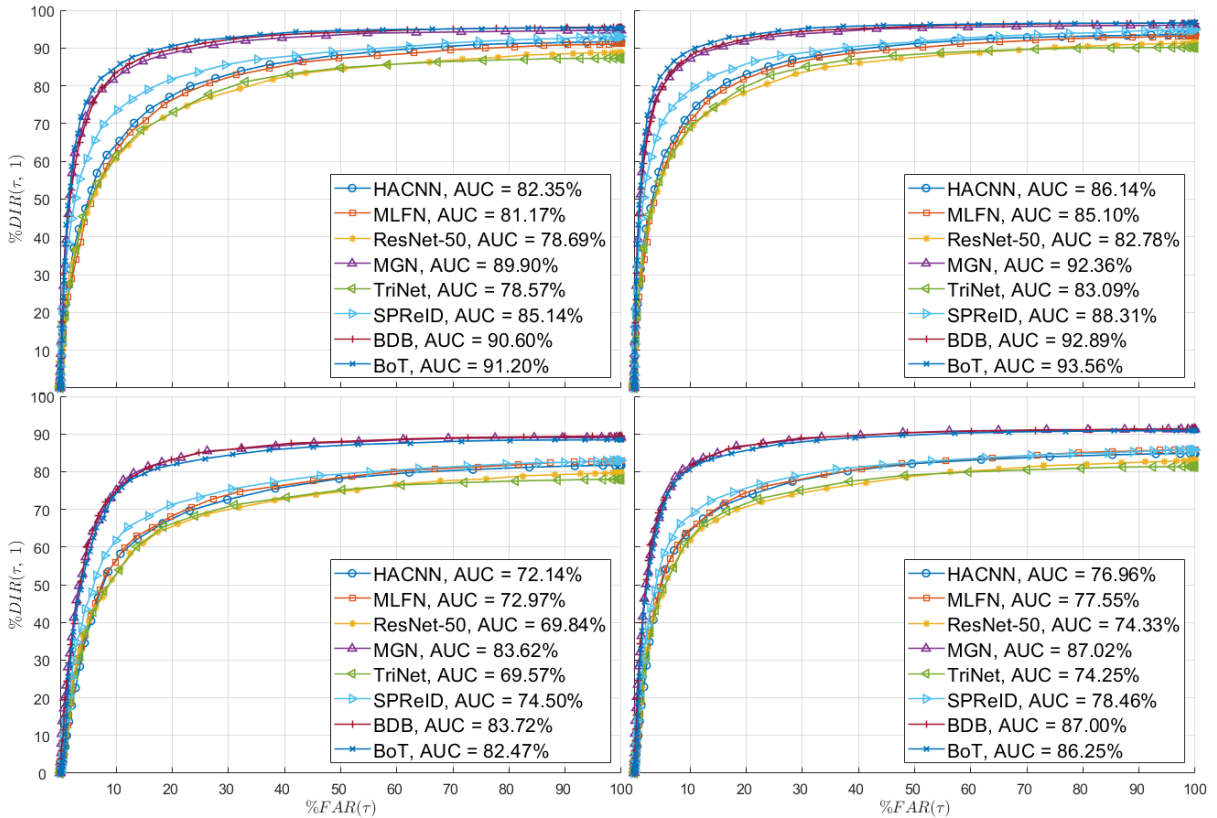 100
90
80
70
60
50
40
30
20
10
%DIR(τ, 1)
HACNN, AUC = 82.35%
MLFN, AUC = 81.17%
ResNet-50, AUC = 78.69%
MGN, AUC = 89.90%
TriNet, AUC = 78.57%
SPReID, AUC = 85.14%
BDB, AUC = 90.60%
BoT, AUC = 91.20%
HACNN, AUC = 86.14%
MLFN, AUC = 85.10%
ResNet-50, AUC = 82.78%
MGN, AUC = 92.36%
TriNet, AUC = 83.09%
SPReID, AUC = 88.31%
BDB, AUC = 92.89%
BoT, AUC = 93.56%
100
90
80
70
60
50
40
30
20
10
0
%DIR(τ, 1)
HACNN, AUC = 72.14%
MLFN, AUC = 72.97%
ResNet-50, AUC = 69.84%
MGN, AUC = 83.62%
TriNet, AUC = 69.57%
SPReID, AUC = 74.50%
BDB, AUC = 83.72%
BoT, AUC = 82.47%
10 20 30 40 50 60 70 80 90 100
%FAR(τ)
HACNN, AUC = 76.96%
MLFN, AUC = 77.55%
ResNet-50, AUC = 74.33%
MGN, AUC = 87.02%
TriNet, AUC = 74.25%
SPReID, AUC = 78.46%
BDB, AUC = 87.00%
BoT, AUC = 86.25%
10 20 30 40 50 60 70 80 90 100
%FAR(τ)